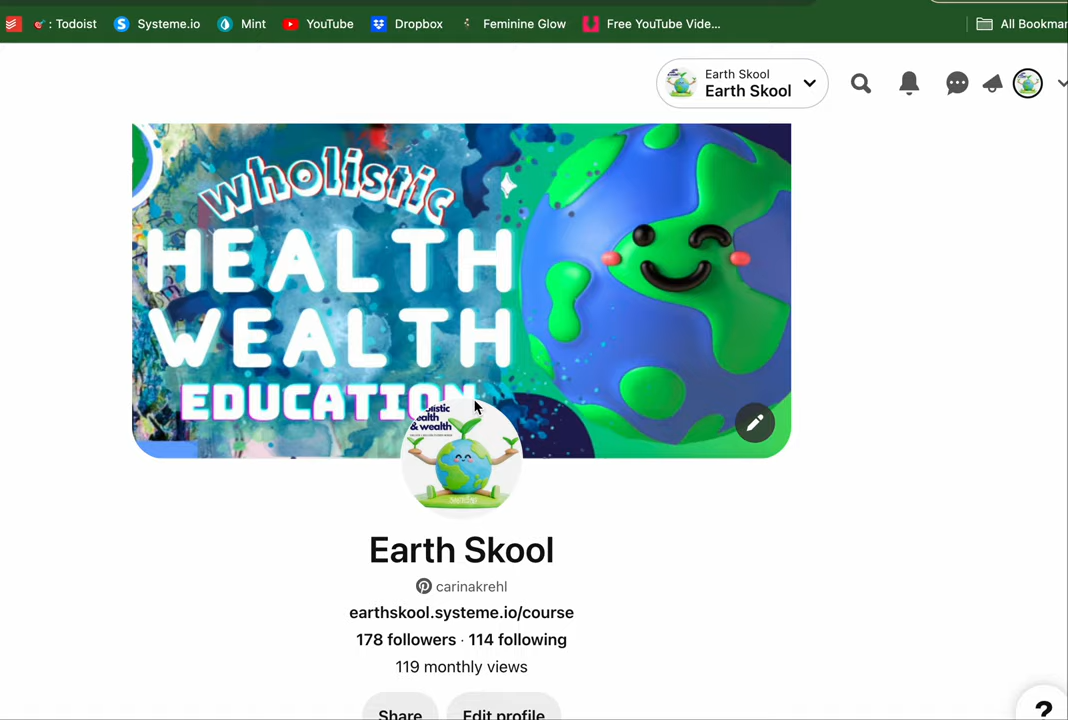 : Todoist
Systeme.io
Mint
YouTube
Dropbox
Feminine Glow
Free YouTube Vide...
All Bookmar
Earth Skool
Earth Skool
wholistic
HEALTH
WEALTH
EDUCATION
& wealth
Earth Skool
carinakrehl
earthskool.systeme.io/course
178 followers · 114 following
119 monthly views
Share
Edit profile
?